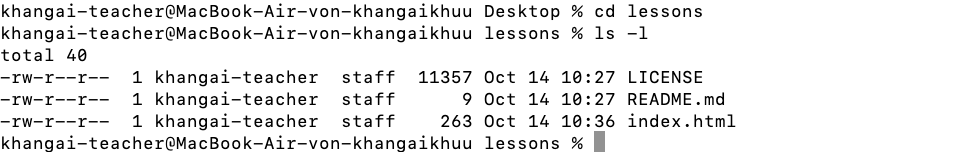 khangai-teacher@MacBook-Air-von-khangaikhuu Desktop % cd lessons
khangai-teacher@MacBook-Air-von-khangaikhuu lessons % ls -l
total 40
-rw-r--r--  1 khangai-teacher  staff  11357 Oct 14 10:27 LICENSE
-rw-r--r--  1 khangai-teacher  staff      9 Oct 14 10:27 README.md
-rw-r--r--  1 khangai-teacher  staff    263 Oct 14 10:36 index.html
khangai-teacher@MacBook-Air-von-khangaikhuu lessons %